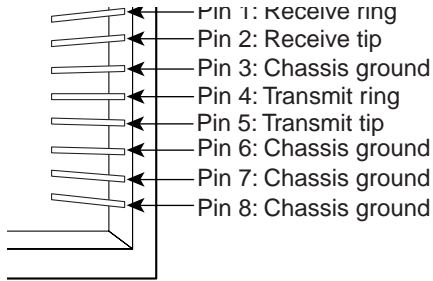 Pin 1: Receive ring
Pin 2: Receive tip
Pin 3: Chassis ground
Pin 4: Transmit ring
Pin 5: Transmit tip
Pin 6: Chassis ground
Pin 7: Chassis ground
Pin 8: Chassis ground